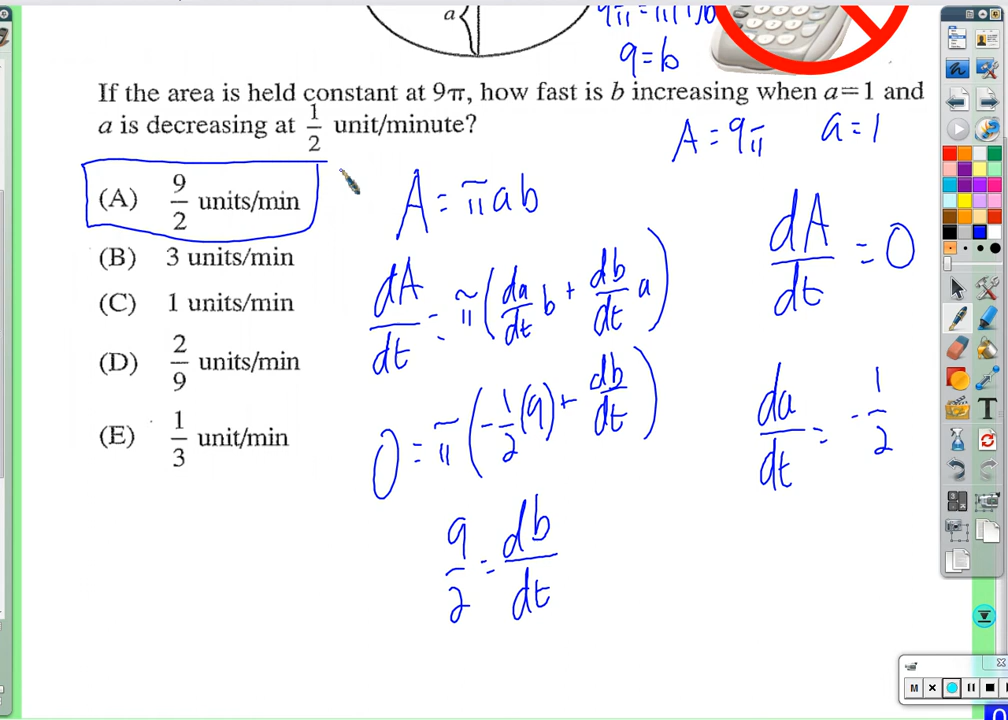 a
9π = π(1)b
9=b
If the area is held constant at 9π, how fast is b increasing when a=1 and
a is decreasing at 1/2 unit/minute?
A = 9π a = 1
(A) 9/2 units/min
(B) 3 units/min
(C) 1 units/min
(D) 2/9 units/min
(E) 1/3 unit/min
A = πab
dA/dt = π(da/dt b + db/dt a)
0 = π(-1/2(9) + db/dt)
9/2 = db/dt
dA/dt = 0
da/dt = -1/2
T
M